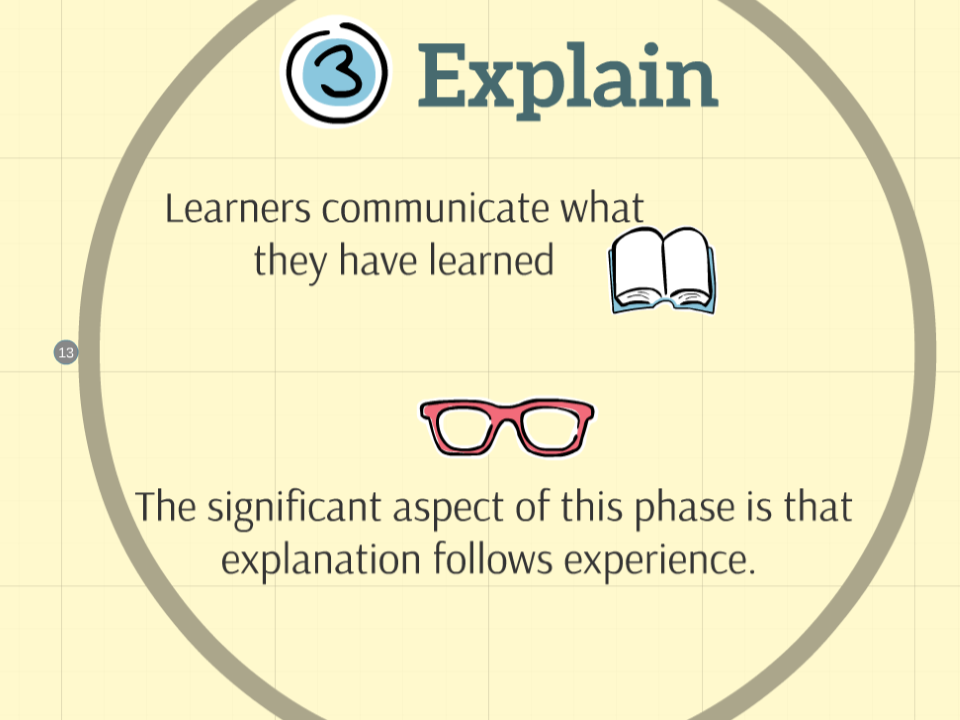 3 Explain
Learners communicate what
they have learned
13
The significant aspect of this phase is that
explanation follows experience.